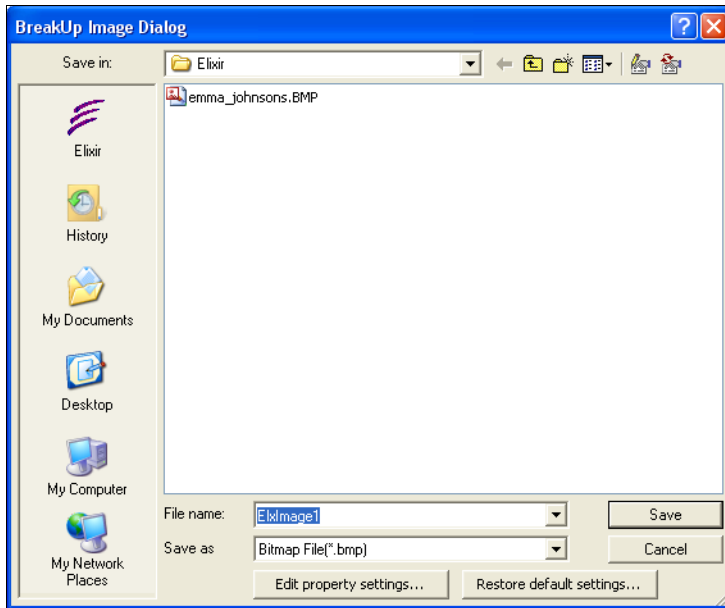 BreakUp Image Dialog
Save in:
Elixir
emma_johnsons.BMP
Elixir
History
My Documents
Desktop
My Computer
My Network
Places
File name:
ElxImage1
Save
Save as
Bitmap File(*.bmp)
Cancel
Edit property settings...
Restore default settings...